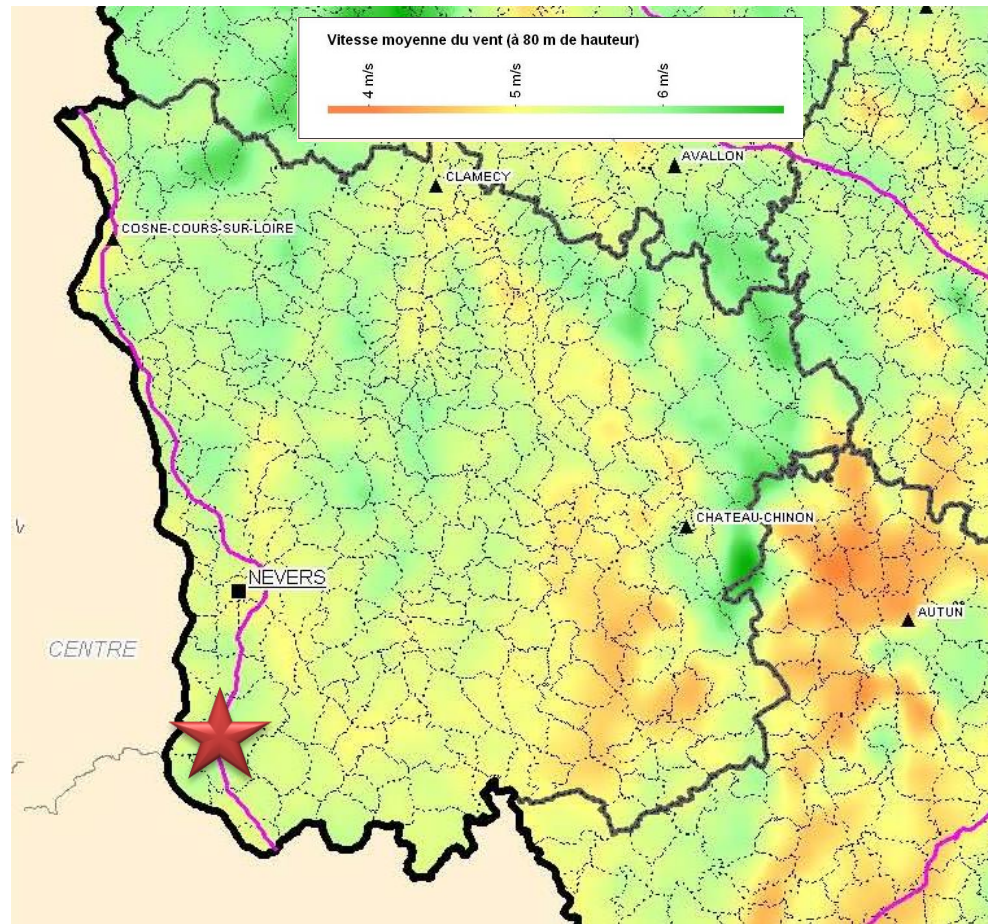 Vitesse moyenne du vent (à 80 m de hauteur)
4 m/s
5 m/s
6 m/s
AVALLON
CLAMECY
COSNE-COURS-SUR-LOIRE
CHATEAU-CHINON
NEVERS
AUTUN
CENTRE